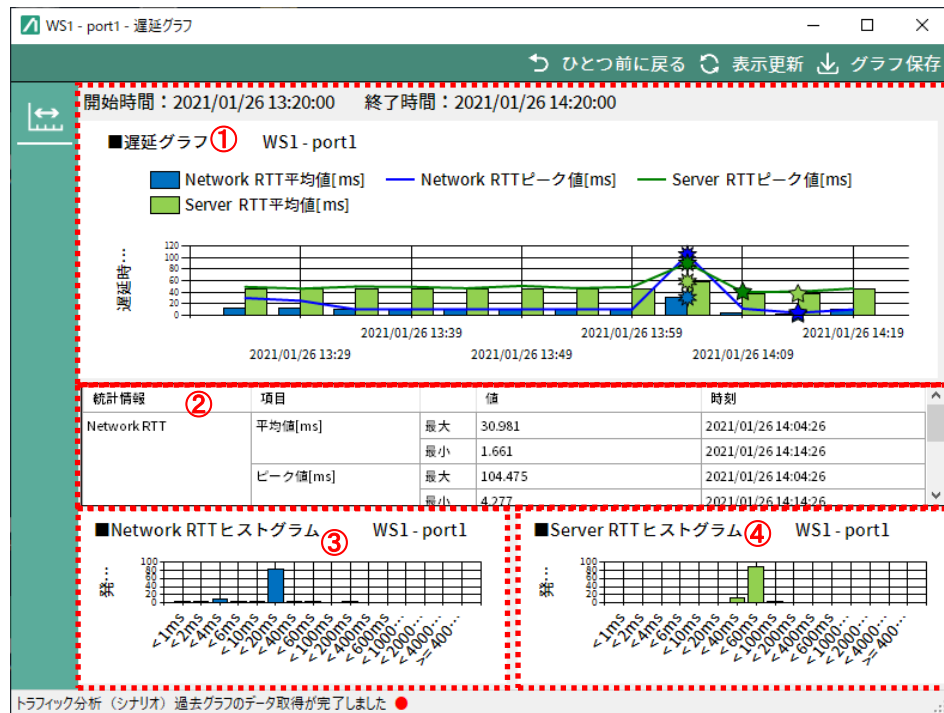 WS1 - port1 - 遅延グラフ
ひとつ前に戻る 表示更新 グラフ保存
開始時間：2021/01/26 13:20:00 終了時間：2021/01/26 14:20:00
■遅延グラフ ① WS1 - port1
Network RTT平均値[ms] Network RTTピーク値[ms] Server RTTピーク値[ms]
Server RTT平均値[ms]
遅延時…
120
100
80
60
40
20
0
2021/01/26 13:39 2021/01/26 13:59 2021/01/26 14:19
2021/01/26 13:29 2021/01/26 13:49 2021/01/26 14:09
統計情報 ② 項目 値 時刻
Network RTT 平均値[ms] 最大 30.981 2021/01/26 14:04:26
最小 1.661 2021/01/26 14:14:26
ピーク値[ms] 最大 104.475 2021/01/26 14:04:26
最小 4.277 2021/01/26 14:14:26
■Network RTTヒストグラム ③ WS1 - port1
発…
100
80
60
40
20
0
<1ms <2ms <4ms <6ms <10ms <20ms <40ms <60ms <100ms <200ms <400ms <600ms <1000… <2000… <4000… >=400…
■Server RTTヒストグラム ④ WS1 - port1
発…
100
80
60
40
20
0
<1ms <2ms <4ms <6ms <10ms <20ms <40ms <60ms <100ms <200ms <400ms <600ms <1000… <2000… <4000… >=400…
トラフィック分析（シナリオ）過去グラフのデータ取得が完了しました